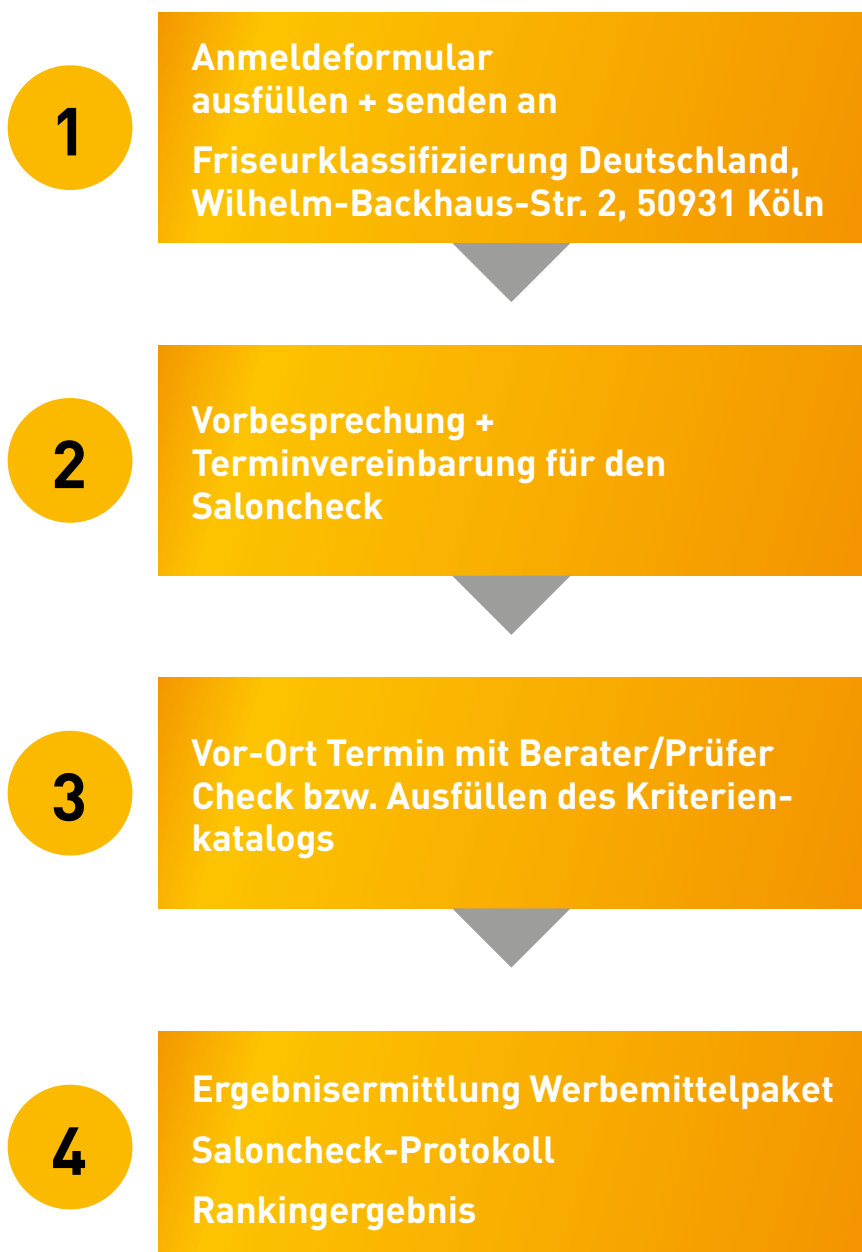 1
Anmeldeformular
ausfüllen + senden an
Friseurklassifizierung Deutschland,
Wilhelm-Backhaus-Str. 2, 50931 Köln
2
Vorbesprechung +
Terminvereinbarung für den
Saloncheck
3
Vor-Ort Termin mit Berater/Prüfer
Check bzw. Ausfüllen des Kriterien-
katalogs
4
Ergebnisermittlung Werbemittelpaket
Saloncheck-Protokoll
Rankingergebnis